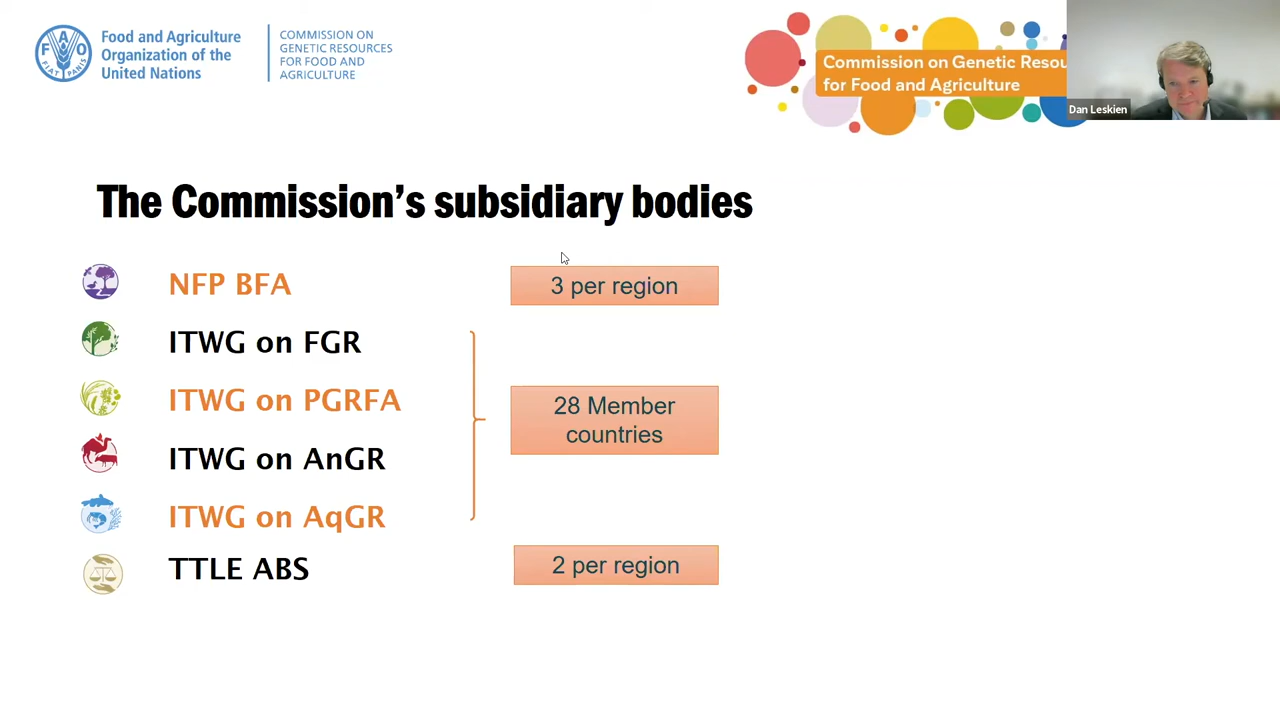 Food and Agriculture
Organization of the
United Nations
COMMISSION ON
GENETIC RESOURCES
FOR FOOD AND
AGRICULTURE
F A O
FIAT PANIS
Commission on Genetic Resou
for Food and Agriculture
Dan Leskien
The Commission’s subsidiary bodies
NFP BFA
3 per region
ITWG on FGR
ITWG on PGRFA
28 Member
countries
ITWG on AnGR
ITWG on AqGR
TTLE ABS
2 per region